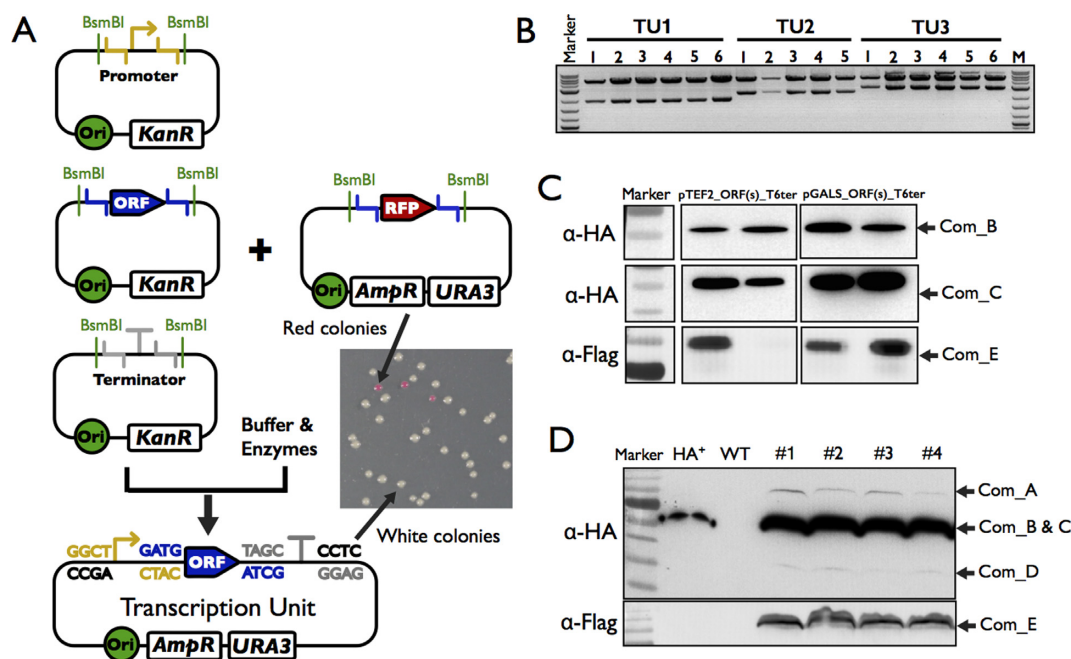 A
BsmBI BsmBI
Promoter
Ori KanR
BsmBI BsmBI
ORF
Ori KanR
+
BsmBI BsmBI
RFP
Ori AmpR URA3
BsmBI BsmBI
Terminator
Ori KanR
Red colonies
Buffer &
Enzymes
White colonies
GGCT GATG TAGC CCTC
CCGA CTAC ORF ATCG GGAG
Transcription Unit
Ori AmpR URA3
B
Marker TU1 TU2 TU3
1 2 3 4 5 6 1 2 3 4 5 1 2 3 4 5 6 M
C
Marker pTEF2_ORF(s)_T6ter pGALS_ORF(s)_T6ter
α-HA Com_B
α-HA Com_C
α-Flag Com_E
D
Marker HA+ WT #1 #2 #3 #4
Com_A
α-HA Com_B & C
Com_D
α-Flag Com_E